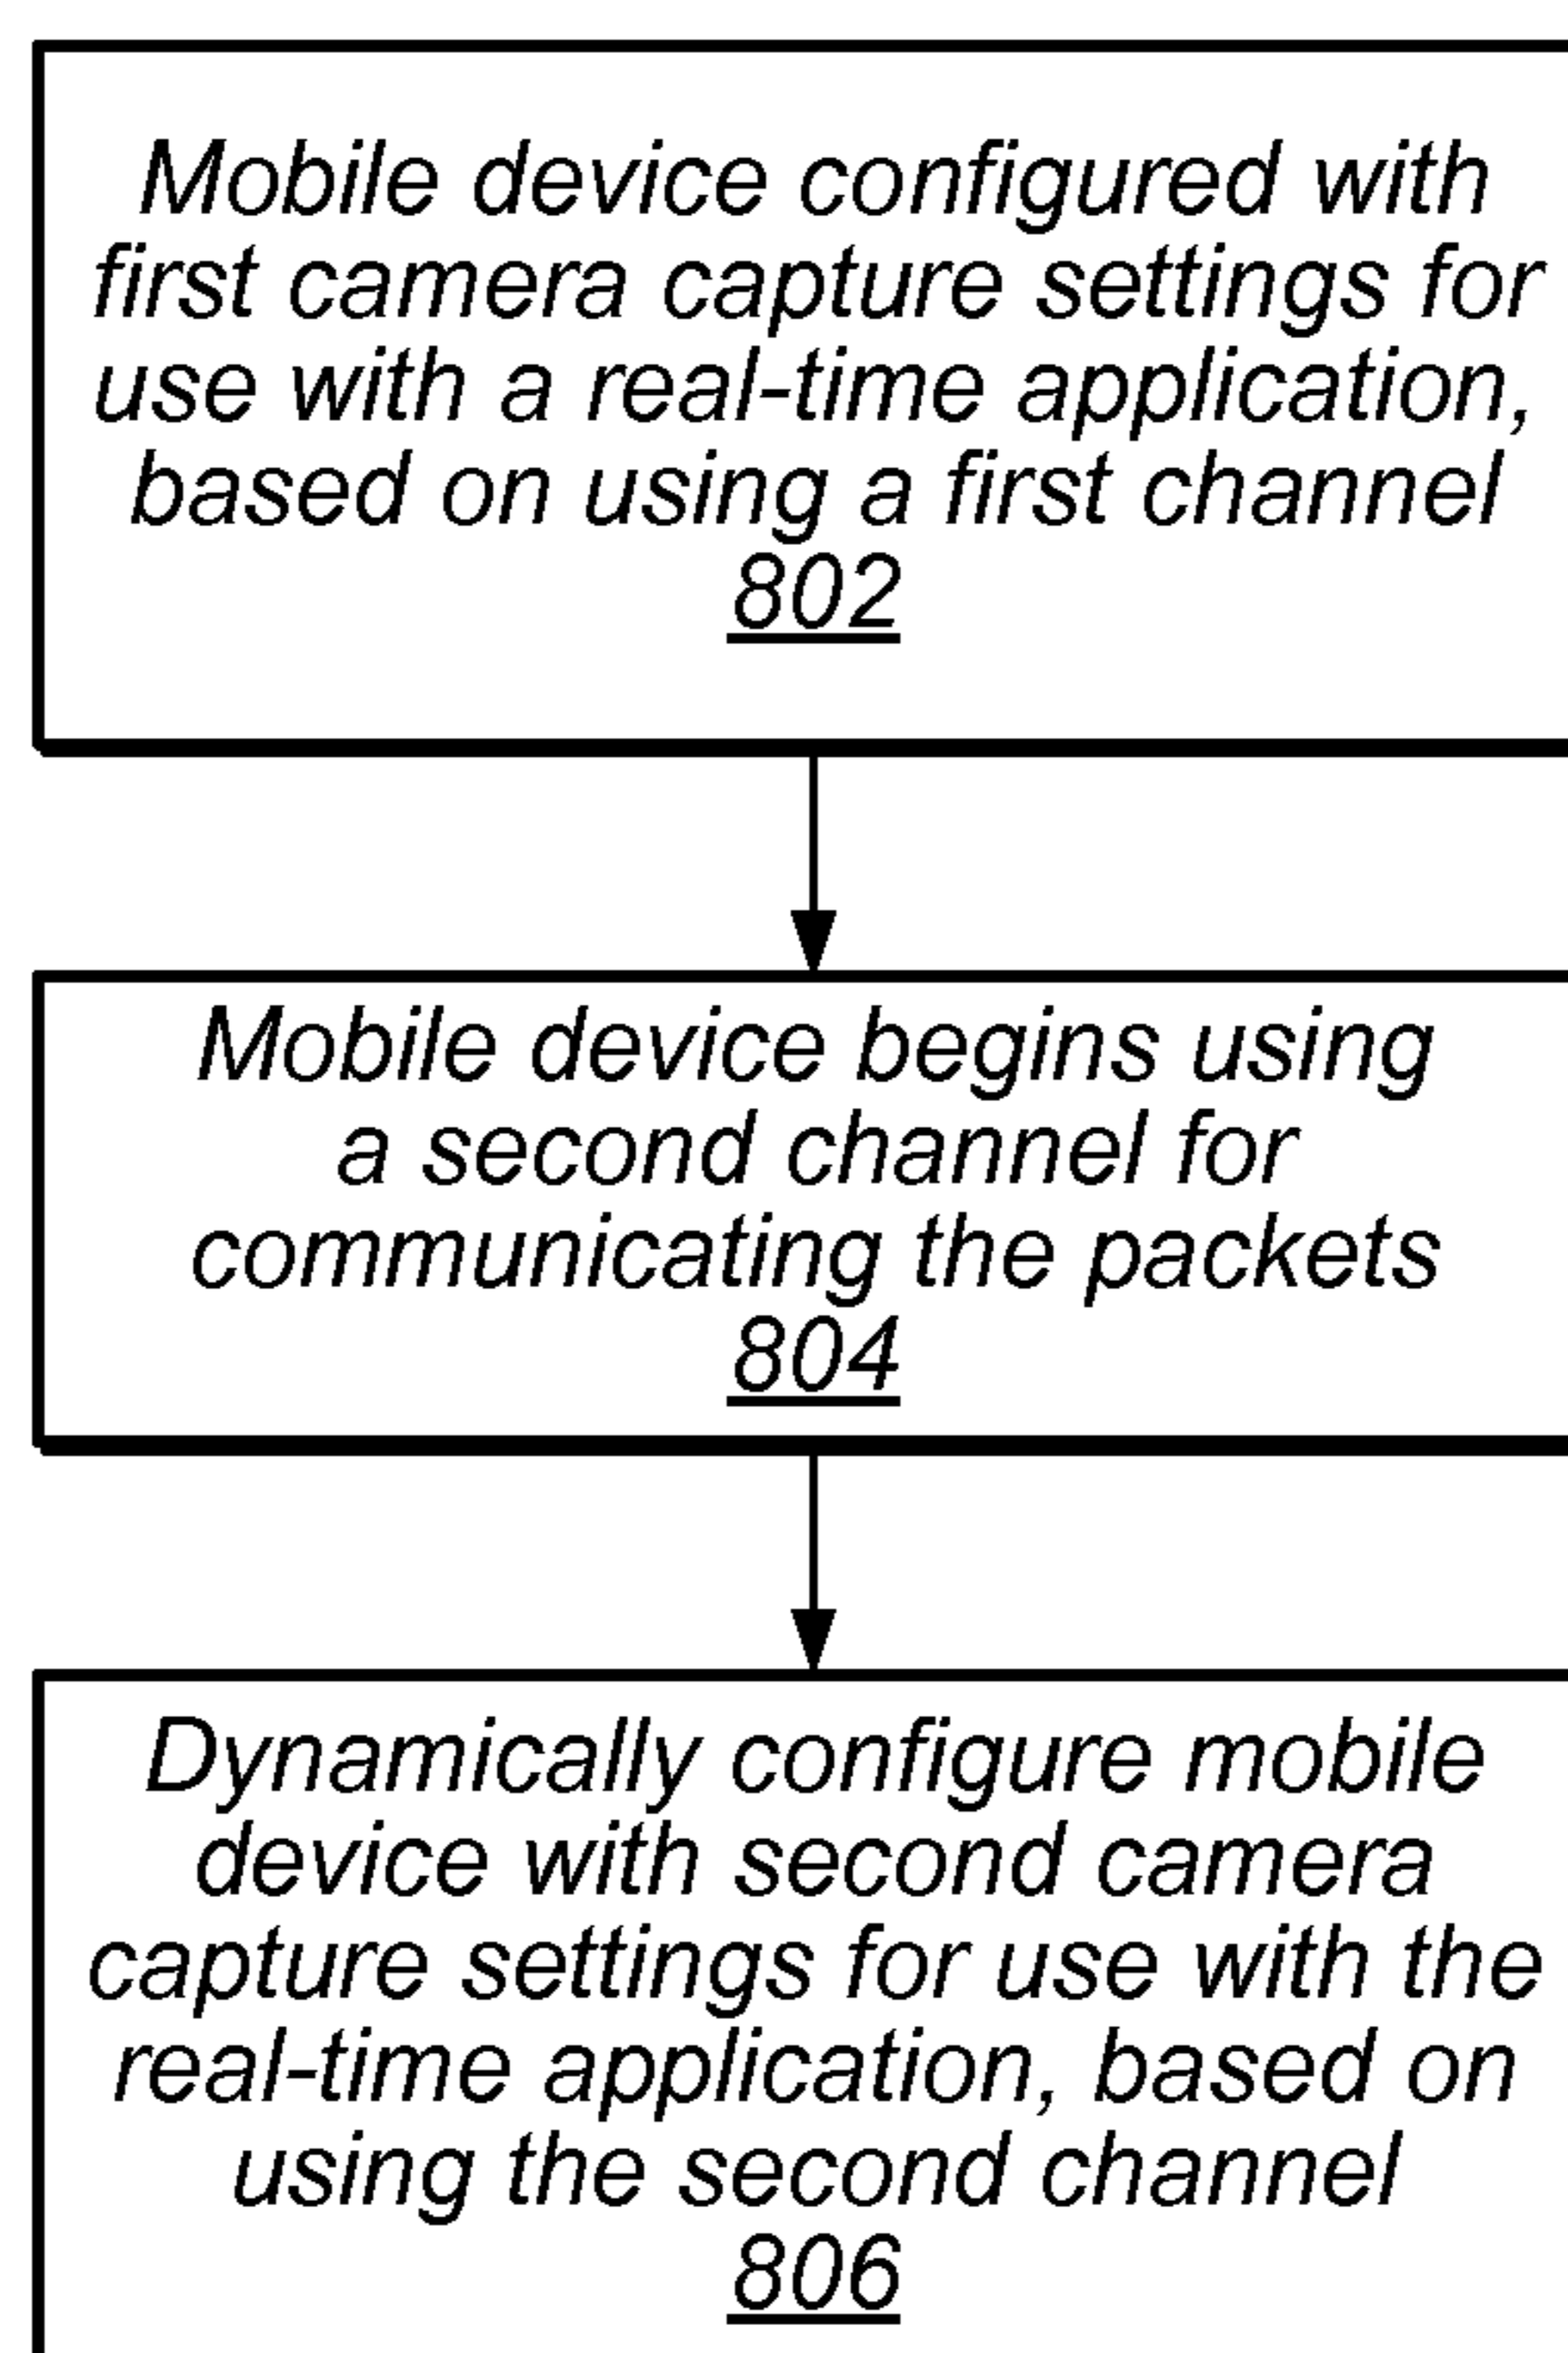 Mobile device configured with
first camera capture settings for
use with a real-time application,
based on using a first channel
802
Mobile device begins using
a second channel for
communicating the packets
804
Dynamically configure mobile
device with second camera
capture settings for use with the
real-time application, based on
using the second channel
806